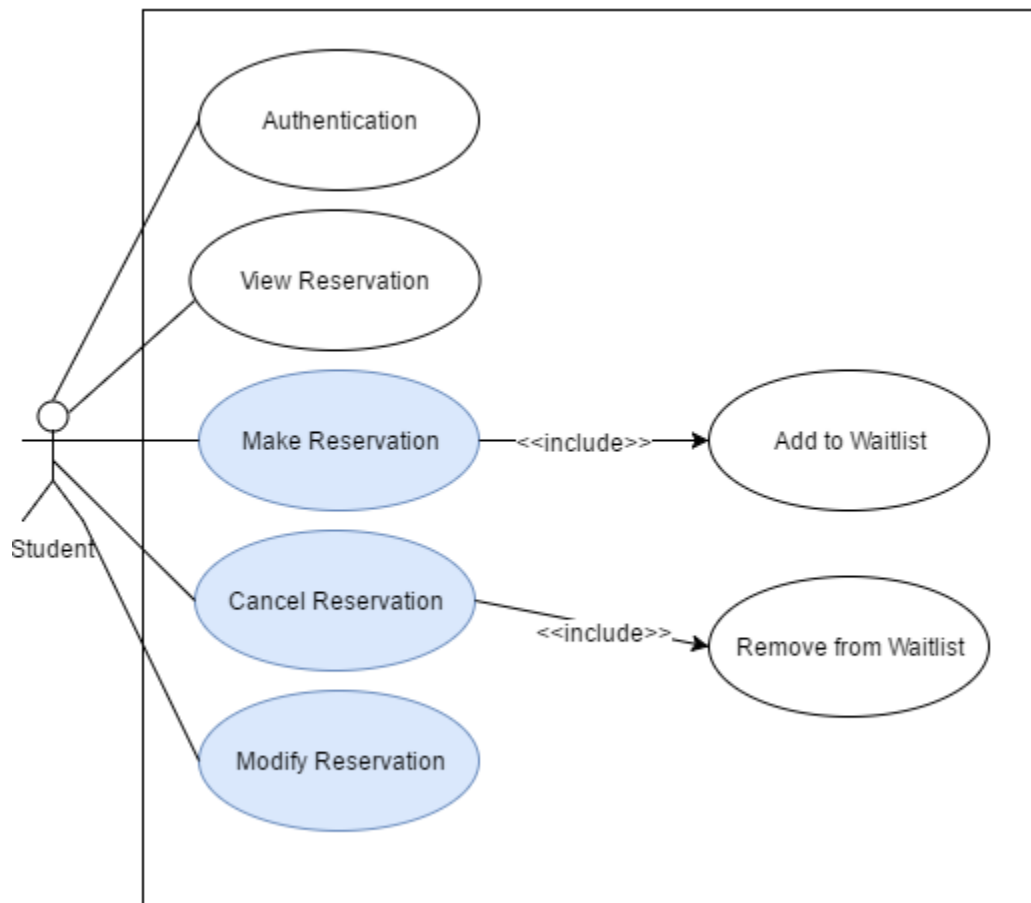 Authentication
View Reservation
Make Reservation
<<include>>
Add to Waitlist
Student
Cancel Reservation
<<include>>
Remove from Waitlist
Modify Reservation